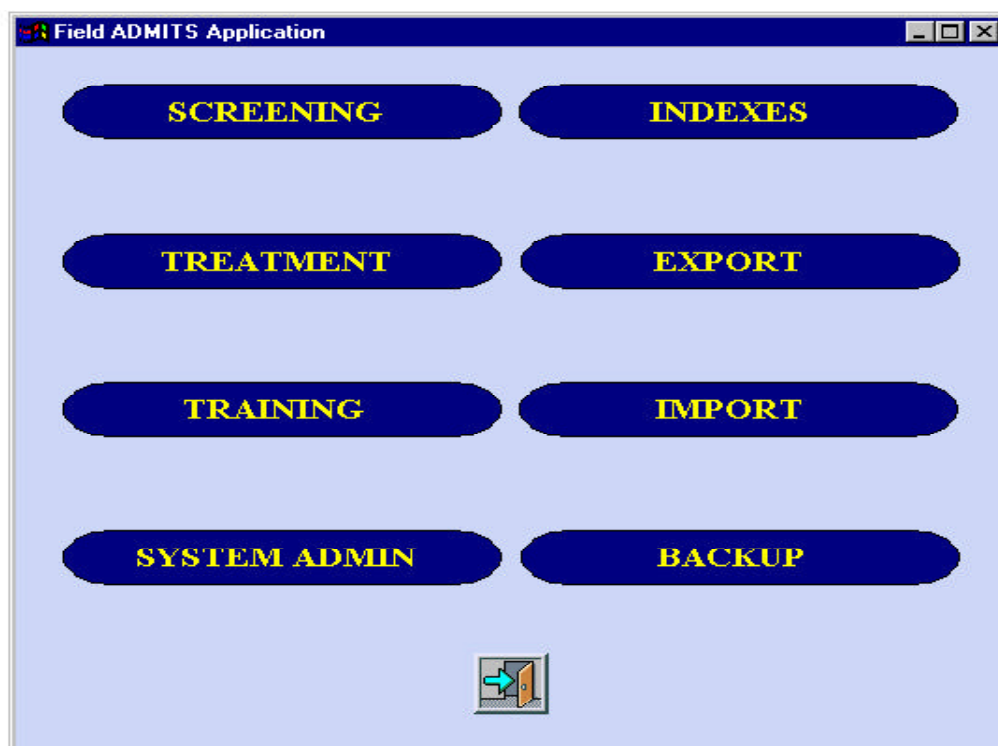 Field ADMITS Application
SCREENING INDEXES
TREATMENT EXPORT
TRAINING IMPORT
SYSTEM ADMIN BACKUP